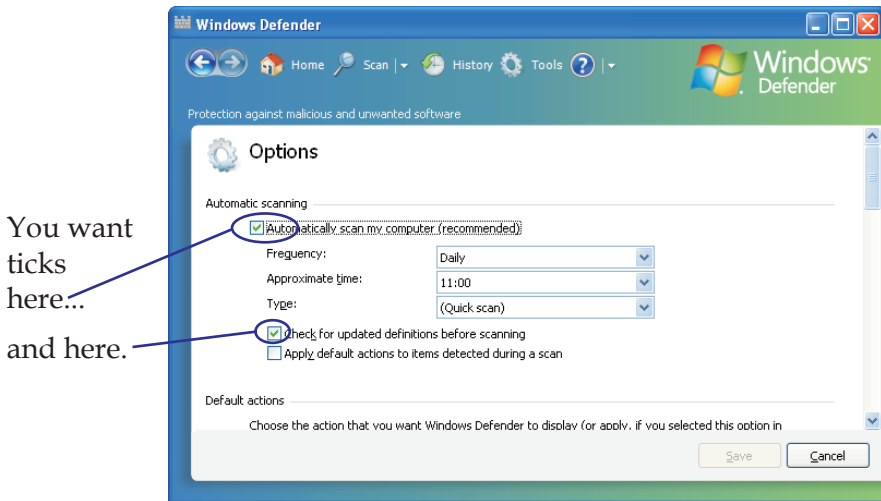 Windows Defender
Home Scan History Tools ?
Windows
Defender
Protection against malicious and unwanted software
Options
Automatic scanning
You want
ticks
here...
and here.
Automatically scan my computer (recommended)
Frequency: Daily
Approximate time: 11:00
Type: (Quick scan)
Check for updated definitions before scanning
Apply default actions to items detected during a scan
Default actions
Choose the action that you want Windows Defender to display (or apply, if you selected this option in
Save Cancel